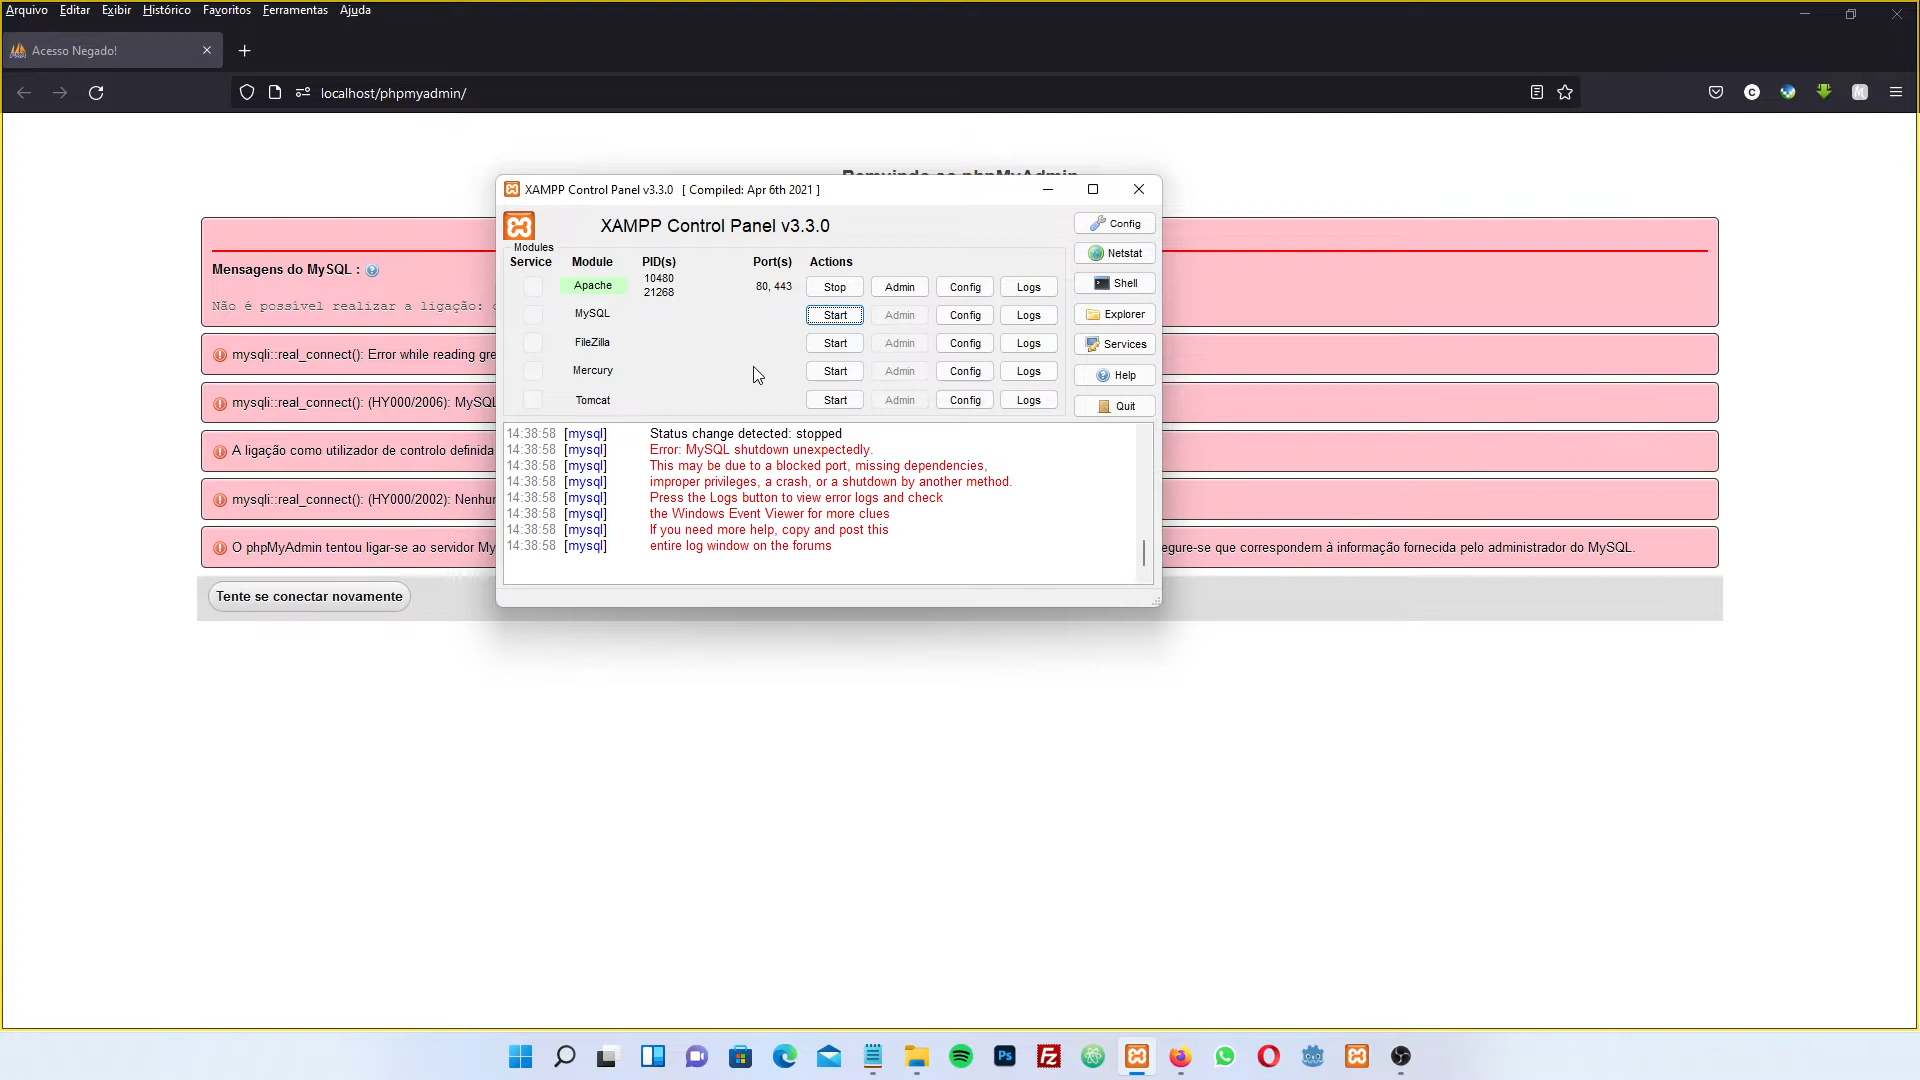 Arquivo Editar Exibir Histórico Favoritos Ferramentas Ajuda
Acesso Negado!
localhost/phpmyadmin/
XAMPP Control Panel v3.3.0 [ Compiled: Apr 6th 2021 ]
XAMPP Control Panel v3.3.0
Config
Modules
Netstat
Service Module PID(s) Port(s) Actions
Apache 10480 21268 80, 443 Stop Admin Config Logs
Shell
MySQL Start Admin Config Logs
Explorer
FileZilla Start Admin Config Logs
Services
Mercury Start Admin Config Logs
Help
Tomcat Start Admin Config Logs
Quit
14:38:58 [mysql] Status change detected: stopped
14:38:58 [mysql] Error: MySQL shutdown unexpectedly.
14:38:58 [mysql] This may be due to a blocked port, missing dependencies,
14:38:58 [mysql] improper privileges, a crash, or a shutdown by another method.
14:38:58 [mysql] Press the Logs button to view error logs and check
14:38:58 [mysql] the Windows Event Viewer for more clues
14:38:58 [mysql] If you need more help, copy and post this
14:38:58 [mysql] entire log window on the forums
Mensagens do MySQL :
Não é possível realizar a ligação:
mysqli::real_connect(): Error while reading
mysqli::real_connect(): (HY000/2006):
A ligação como utilizador de controlo definida
mysqli::real_connect(): (HY000/2002):
O phpMyAdmin tentou ligar-se ao servidor
que correspondem à informação fornecida pelo administrador do MySQL.
Tente se conectar novamente
Ps